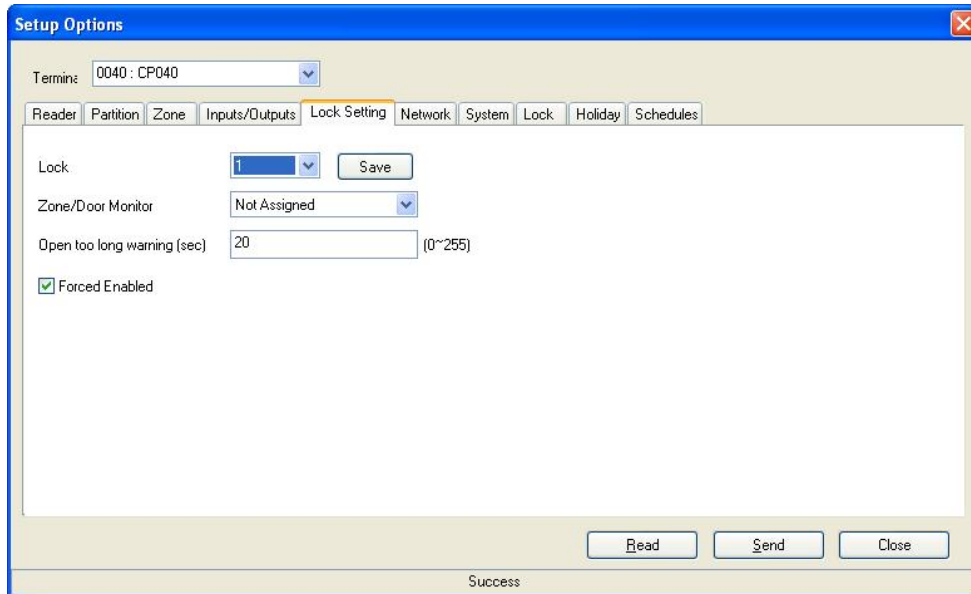 Setup Options
Termina 0040 : CP040
Reader Partition Zone Inputs/Outputs Lock Setting Network System Lock Holiday Schedules
Lock 1 Save
Zone/Door Monitor Not Assigned
Open too long warning (sec) 20 (0~255)
Forced Enabled
Read Send Close
Success